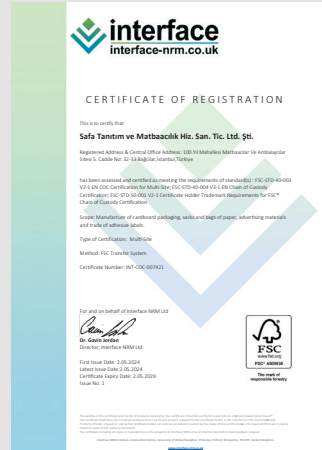 interface
interface-nrm.co.uk
CERTIFICATE OF REGISTRATION
This is to certify that:
Safa Tanıtım ve Matbaacılık Hiz. San. Tic. Ltd. Şti.
Registered Address & Central Office Address: 100.Yıl Mahallesi Matbaacılar Ve Ambalajcılar
Sitesi 5. Cadde No: 32-33 Bağcılar,İstanbul,Türkiye
has been assessed and certified as meeting the requirements of standard(s) : FSC-STD-40-003
V2-1 EN COC Certification for Multi-Site; FSC-STD-40-004 V3-1 EN Chain of Custody
Certification; FSC-STD-50-001 V2-1 Certificate Holder Trademark Requirements for FSC®
Chain of Custody Certification
Scope: Manufacture of cardboard packaging, sacks and bags of paper, advertising materials
and trade of adhesive labels.
Type of Certification: Multi-Site
Method: FSC Transfer System
Certificate Number: INT-COC-007421
For and on behalf of Interface NRM Ltd
Dr. Gavin Jordan
Director, Interface NRM Ltd.
First Issue Date: 2.05.2024
Latest Issue Date:2.05.2024
Certificate Expiry Date: 2.05.2029
Issue No: 1
FSC
www.fsc.org
FSC® A000535
The mark of
responsible forestry
www.interface-nrm.co.uk